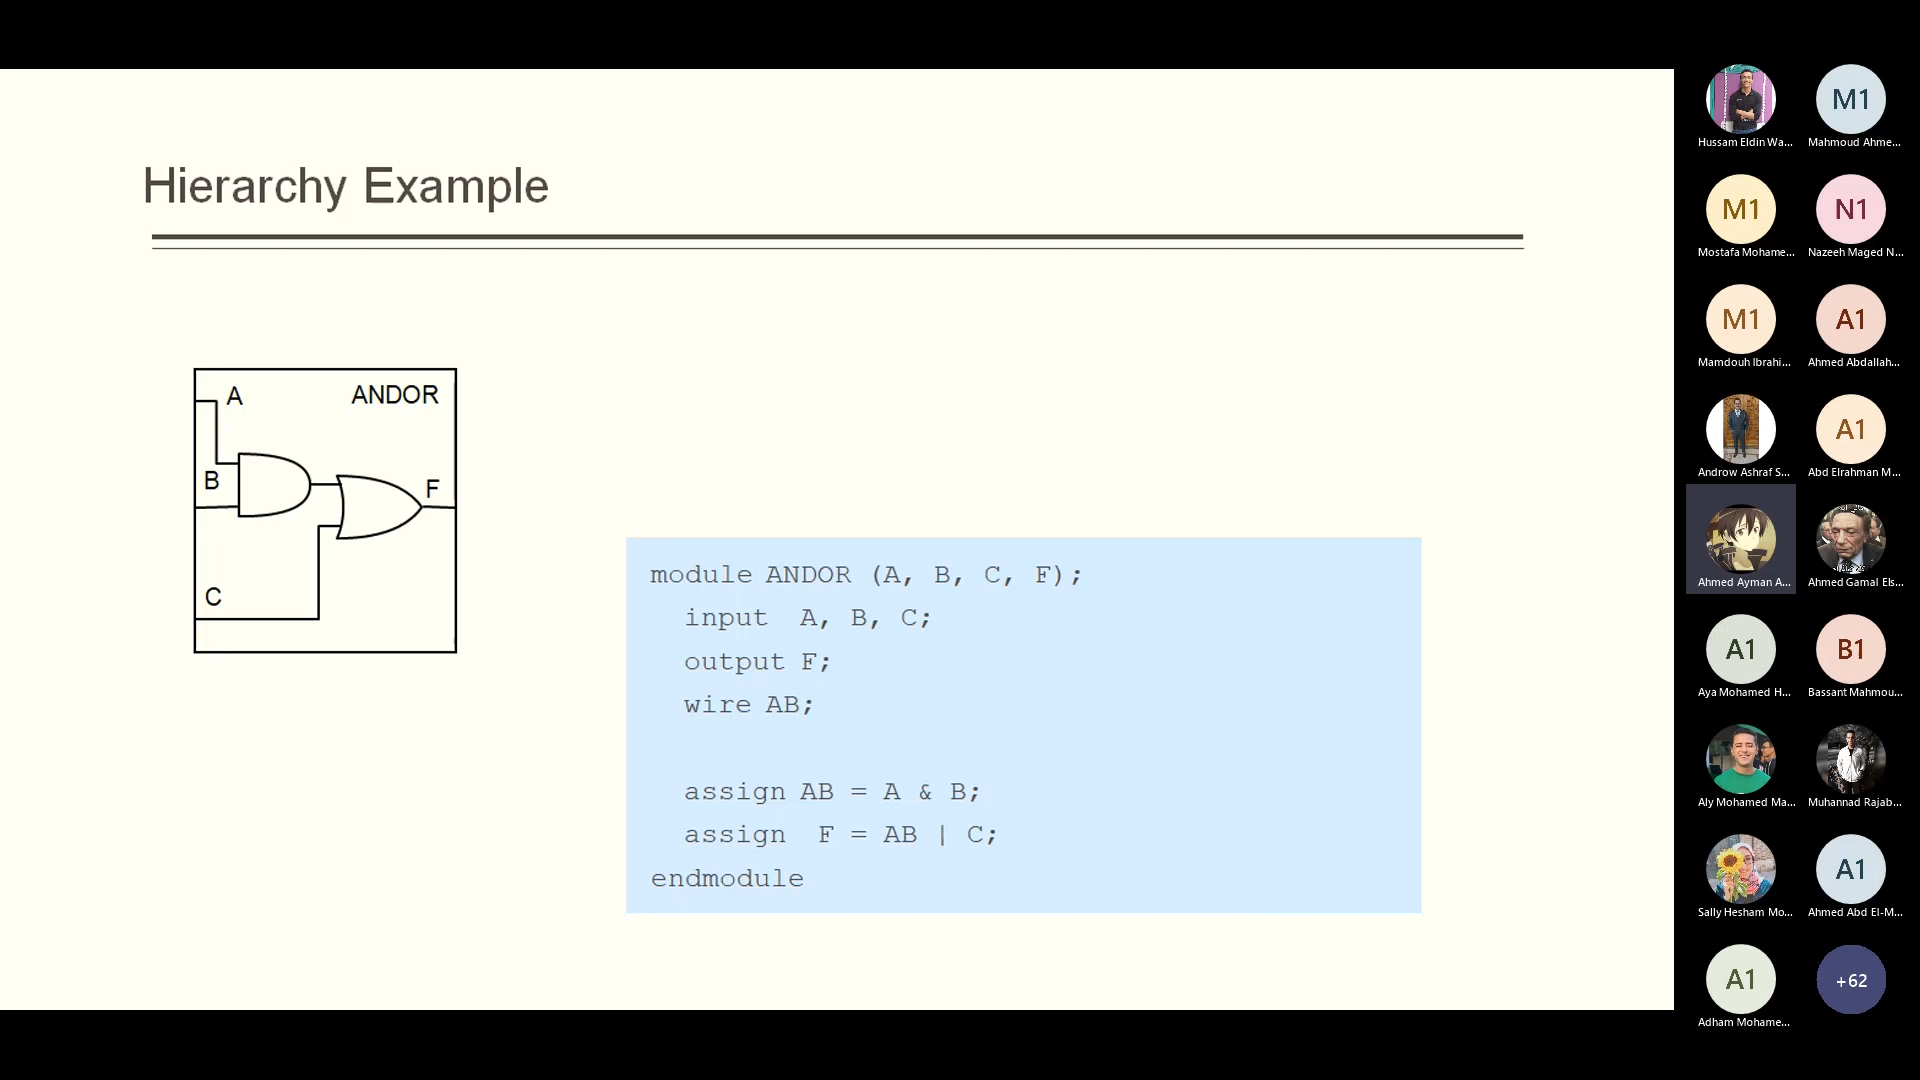 Hierarchy Example
A
ANDOR
B
F
C
module ANDOR (A, B, C, F);
input A, B, C;
output F;
wire AB;
assign AB = A & B;
assign F = AB | C;
endmodule
Hussam Eldin Wa...
M1
Mahmoud Ahme...
M1
Mostafa Mohame...
N1
Nazeeh Maged N...
M1
Mamdouh Ibrahi...
A1
Ahmed Abdallah...
Androw Ashraf S...
A1
Abd Elrahman M...
Ahmed Ayman A...
Ahmed Gamal Els...
A1
Aya Mohamed H...
B1
Bassant Mahmou...
Aly Mohamed Ma...
Muhannad Rajab...
Sally Hesham Mo...
A1
Ahmed Abd El-M...
A1
Adham Mohame...
+62